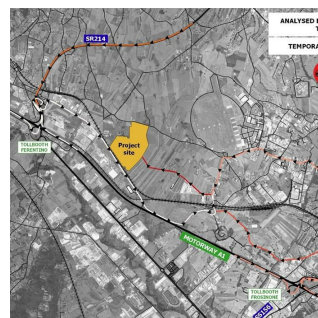 ANALYSED
T
TEMPORA
SR214
Project
site
TOLLBOOTH
FERENTINO
MOTORWAY A1
TOLLBOOTH
FROSINONE